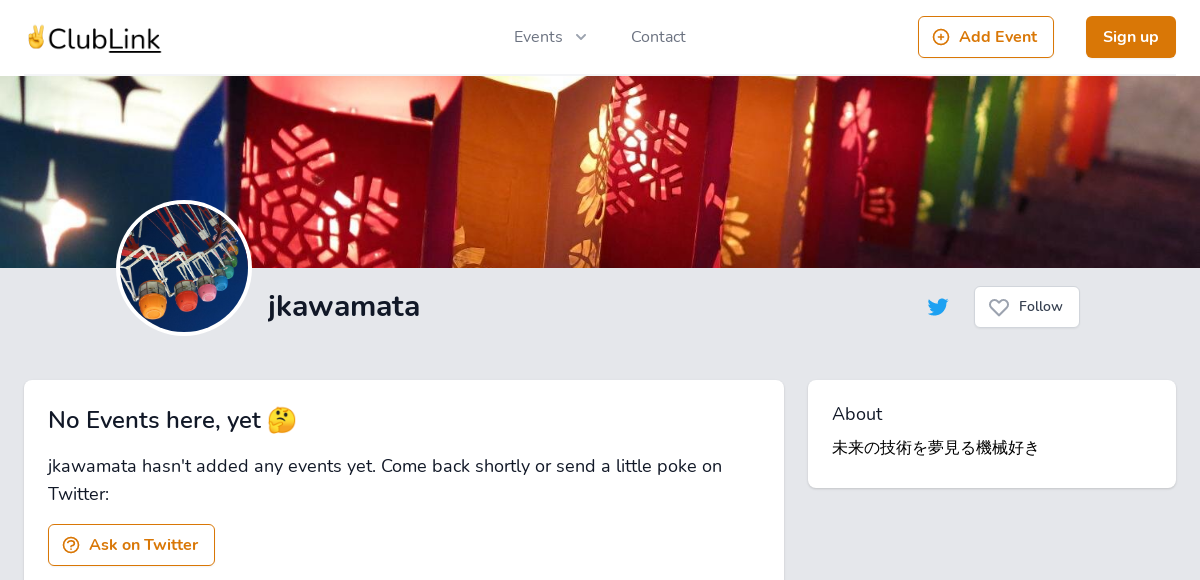 ✌️ClubLink
Events
Contact
Add Event
Sign up
jkawamata
Follow
No Events here, yet 🤔
jkawamata hasn't added any events yet. Come back shortly or send a little poke on
Twitter:
Ask on Twitter
About
未来の技術を夢見る機械好き